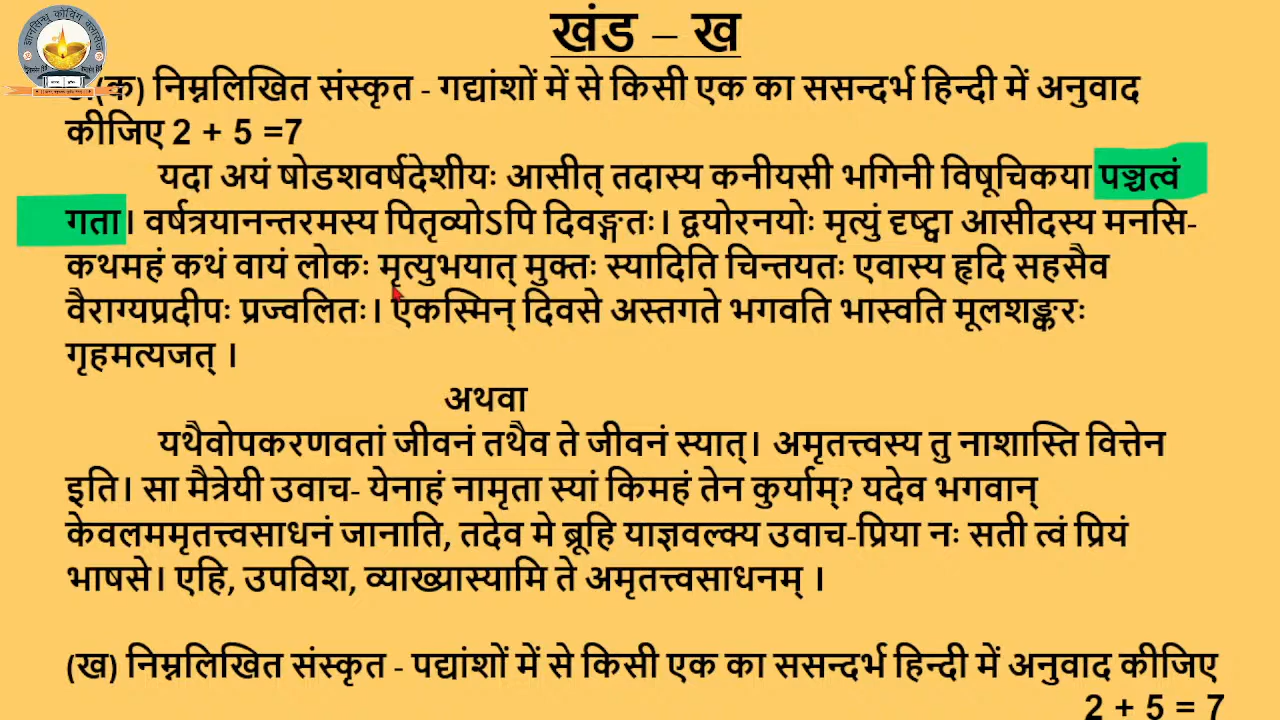 ज्ञानसिन्धु कोचिंग क्लासेज
खंड – ख
(क) निम्नलिखित संस्कृत - गद्यांशों में से किसी एक का ससन्दर्भ हिन्दी में अनुवाद
कीजिए 2 + 5 =7
यदा अयं षोडशवर्षदेशीयः आसीत् तदास्य कनीयसी भगिनी विषूचिकया पञ्चत्वं
गता। वर्षत्रयानन्तरमस्य पितृव्योऽपि दिवङ्गतः। द्वयोरनयोः मृत्युं दृष्ट्वा आसीदस्य मनसि-
कथमहं कथं वायं लोकः मृत्युभयात् मुक्तः स्यादिति चिन्तयतः एवास्य हृदि सहसैव
वैराग्यप्रदीपः प्रज्वलितः। एकस्मिन् दिवसे अस्तगते भगवति भास्वति मूलशङ्करः
गृहमत्यजत् ।
अथवा
यथैवोपकरणवतां जीवनं तथैव ते जीवनं स्यात्। अमृतत्त्वस्य तु नाशास्ति वित्तेन
इति। सा मैत्रेयी उवाच- येनाहं नामृता स्यां किमहं तेन कुर्याम्? यदेव भगवान्
केवलममृतत्त्वसाधनं जानाति, तदेव मे ब्रूहि याज्ञवल्क्य उवाच-प्रिया नः सती त्वं प्रियं
भाषसे। एहि, उपविश, व्याख्यास्यामि ते अमृतत्त्वसाधनम् ।
(ख) निम्नलिखित संस्कृत - पद्यांशों में से किसी एक का ससन्दर्भ हिन्दी में अनुवाद कीजिए
2 + 5 = 7